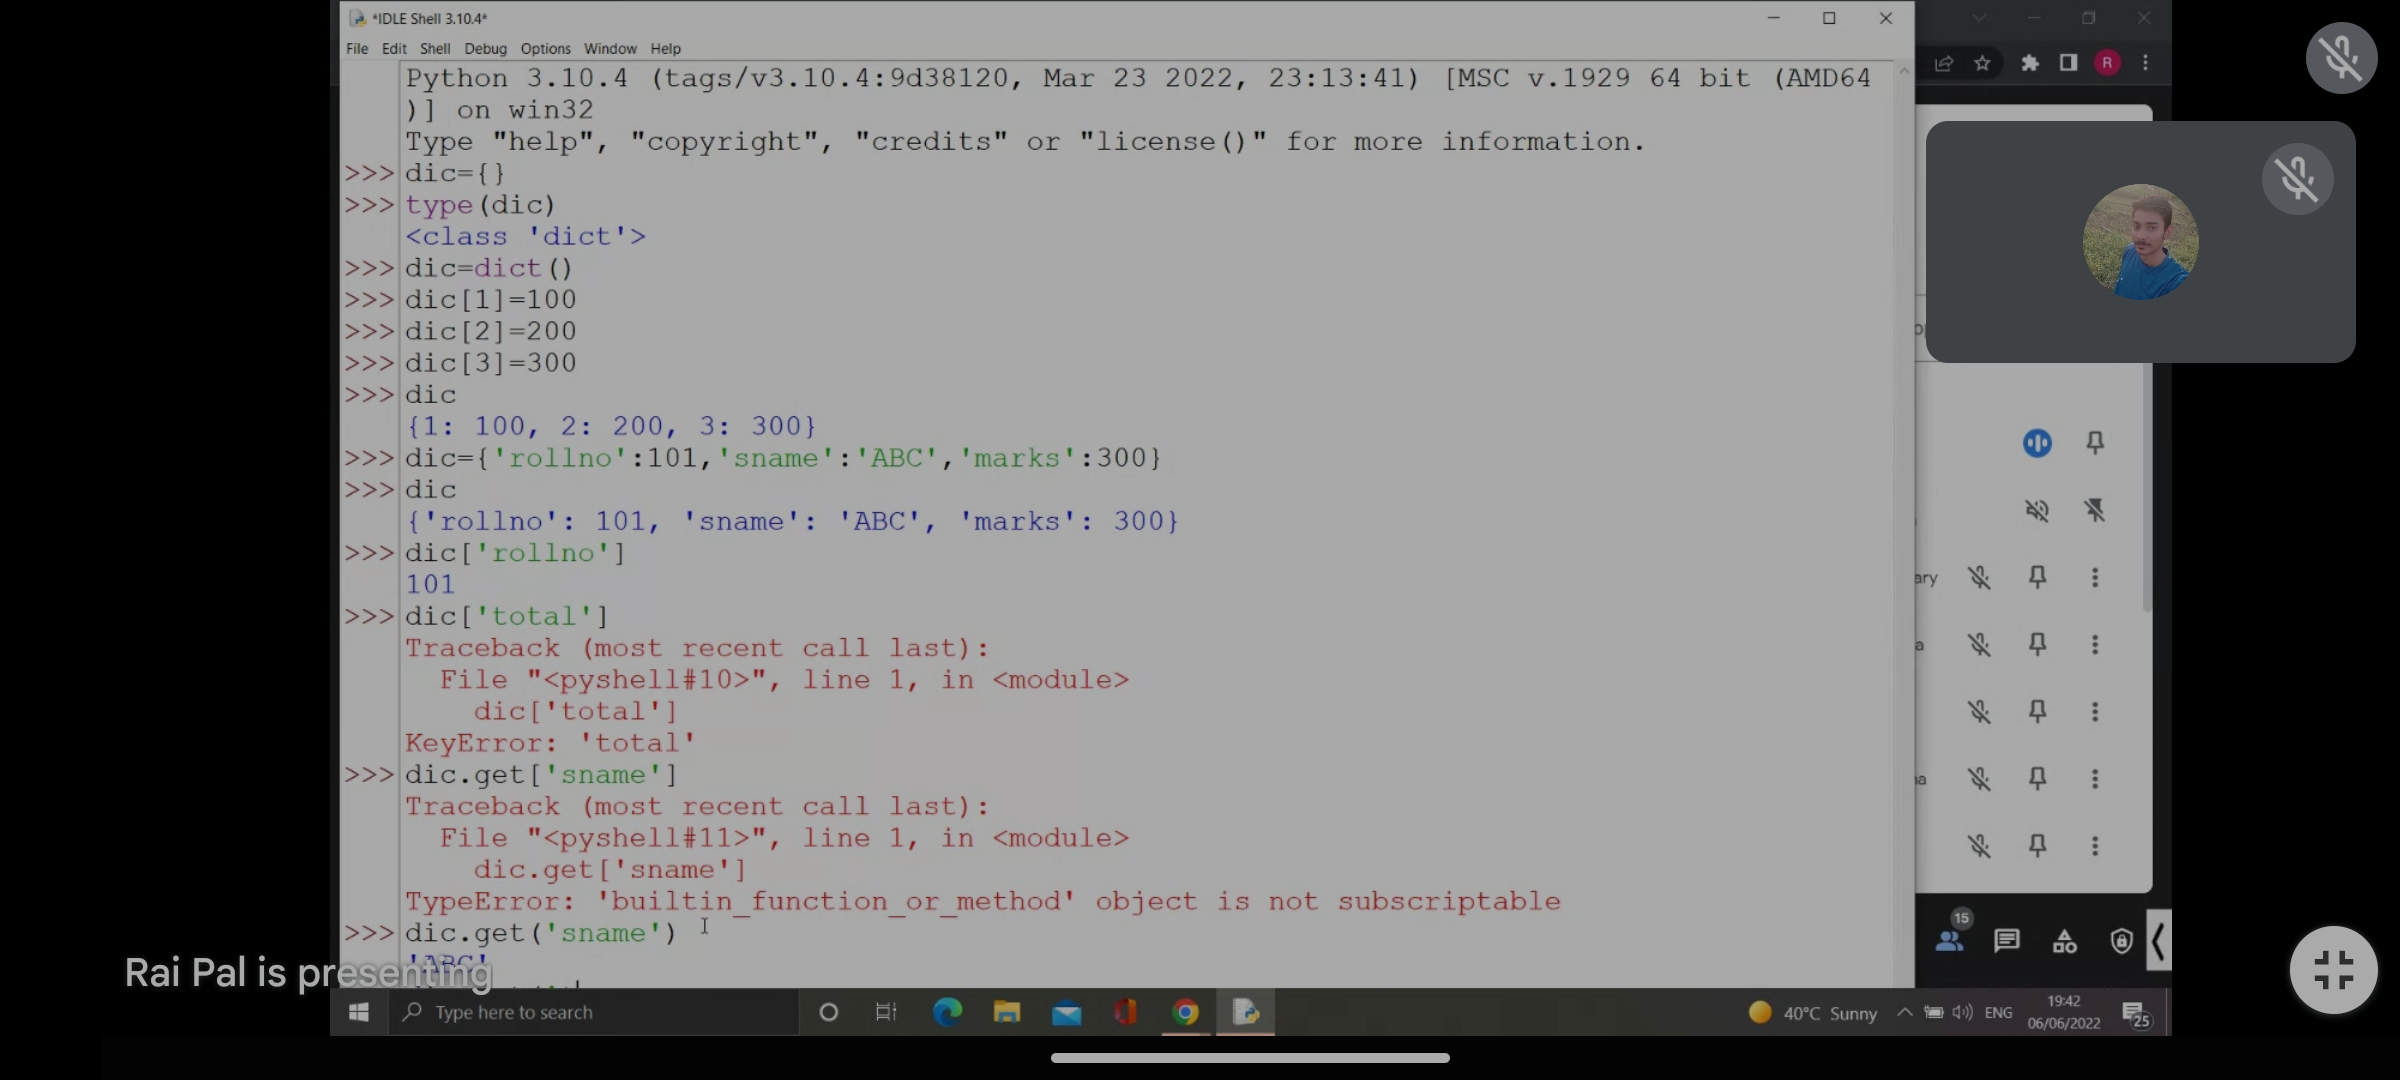 *IDLE Shell 3.10.4*
File Edit Shell Debug Options Window Help
Python 3.10.4 (tags/v3.10.4:9d38120, Mar 23 2022, 23:13:41) [MSC v.1929 64 bit (AMD64
)] on win32
Type "help", "copyright", "credits" or "license()" for more information.
>>> dic={}
>>> type(dic)
<class 'dict'>
>>> dic=dict()
>>> dic[1]=100
>>> dic[2]=200
>>> dic[3]=300
>>> dic
{1: 100, 2: 200, 3: 300}
>>> dic={'rollno':101,'sname':'ABC','marks':300}
>>> dic
{'rollno': 101, 'sname': 'ABC', 'marks': 300}
>>> dic['rollno']
101
>>> dic['total']
Traceback (most recent call last):
  File "<pyshell#10>", line 1, in <module>
    dic['total']
KeyError: 'total'
>>> dic.get['sname']
Traceback (most recent call last):
  File "<pyshell#11>", line 1, in <module>
    dic.get['sname']
TypeError: 'builtin_function_or_method' object is not subscriptable
>>> dic.get('sname')
'ABC'
Rai Pal is presenting
R
ary
a
15
Type here to search
40°C Sunny
ENG
19:42
06/06/2022
25